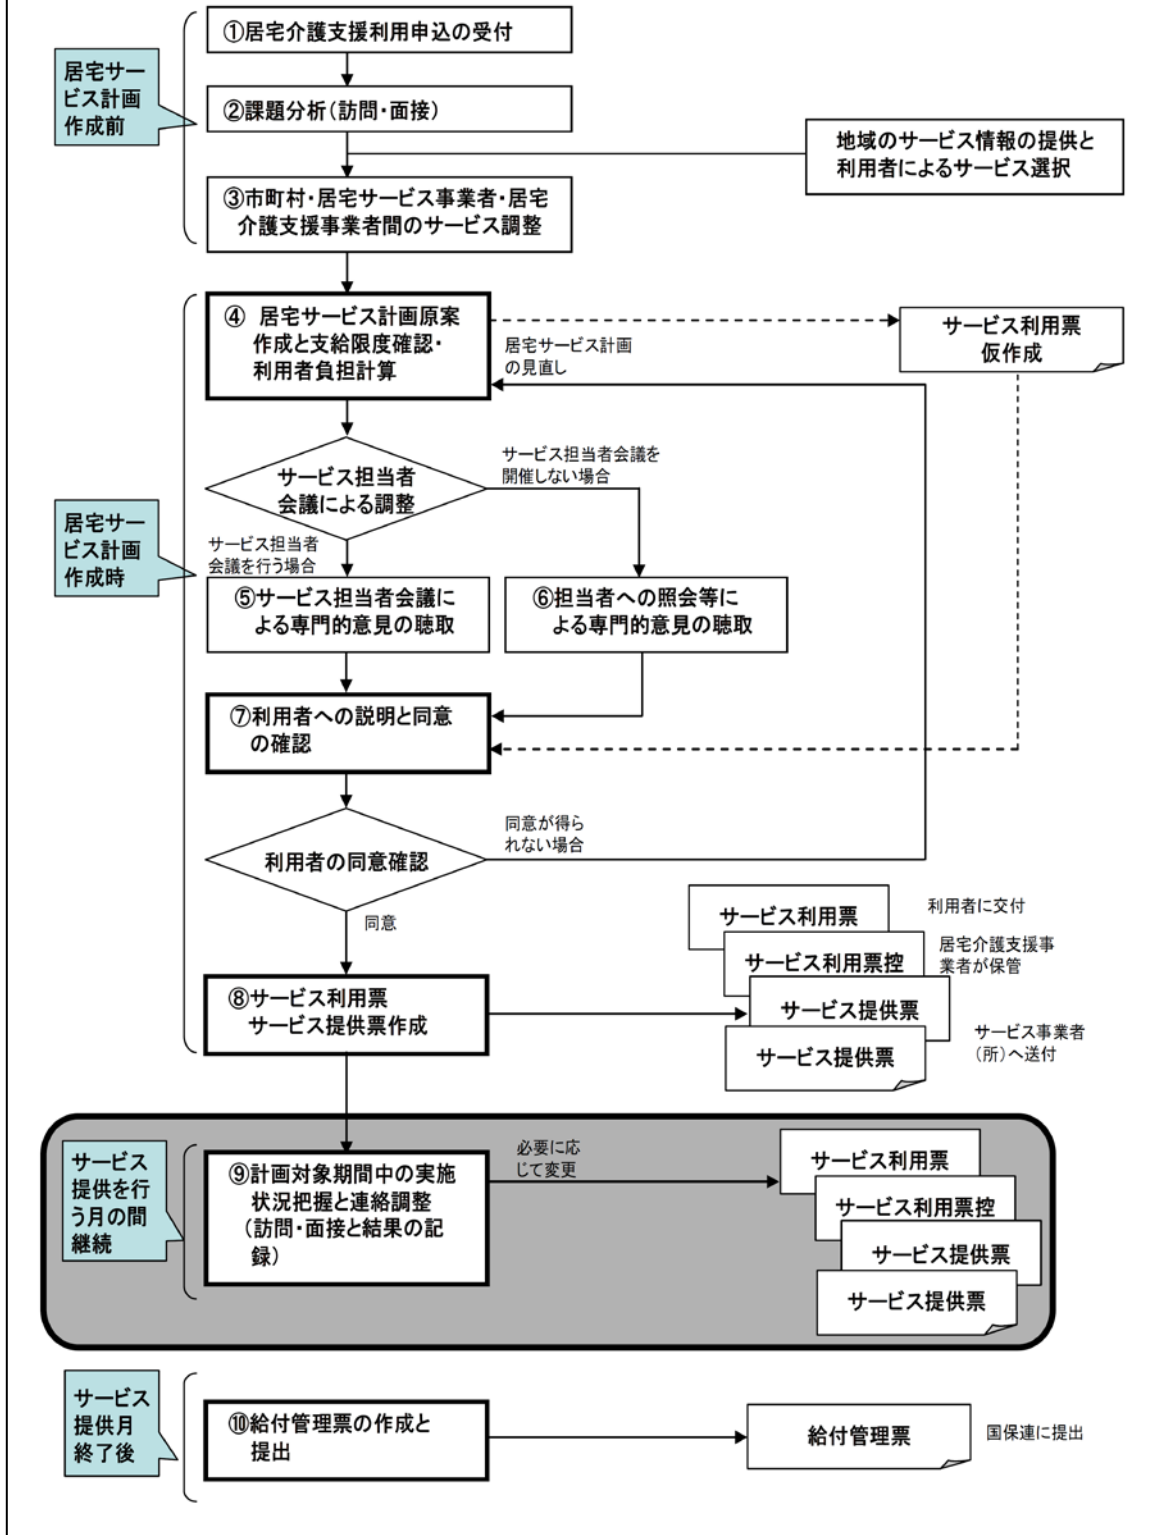 ①居宅介護支援利用申込の受付
居宅サー
ビス計画
作成前
②課題分析（訪問・面接）
地域のサービス情報の提供と
利用者によるサービス選択
③市町村・居宅サービス事業者・居宅
介護支援事業者間のサービス調整
④ 居宅サービス計画原案
作成と支給限度確認・
利用者負担計算
サービス利用票
仮作成
居宅サービス計画
の見直し
サービス担当者
会議による調整
サービス担当者会議を
開催しない場合
居宅サー
ビス計画
作成時
サービス担当者
会議を行う場合
⑤サービス担当者会議に
よる専門的意見の聴取
⑥担当者への照会等に
よる専門的意見の聴取
⑦利用者への説明と同意
の確認
同意が得ら
れない場合
利用者の同意確認
同意
サービス利用票
利用者に交付
サービス利用票控
居宅介護支援事
業者が保管
⑧サービス利用票
サービス提供票作成
サービス提供票
サービス提供票
サービス事業者
（所）へ送付
サービス
提供を行
う月の間
継続
⑨計画対象期間中の実施
状況把握と連絡調整
（訪問・面接と結果の記
録）
必要に応
じて変更
サービス利用票
サービス利用票控
サービス提供票
サービス提供票
サービス
提供月
終了後
⑩給付管理票の作成と
提出
給付管理票
国保連に提出